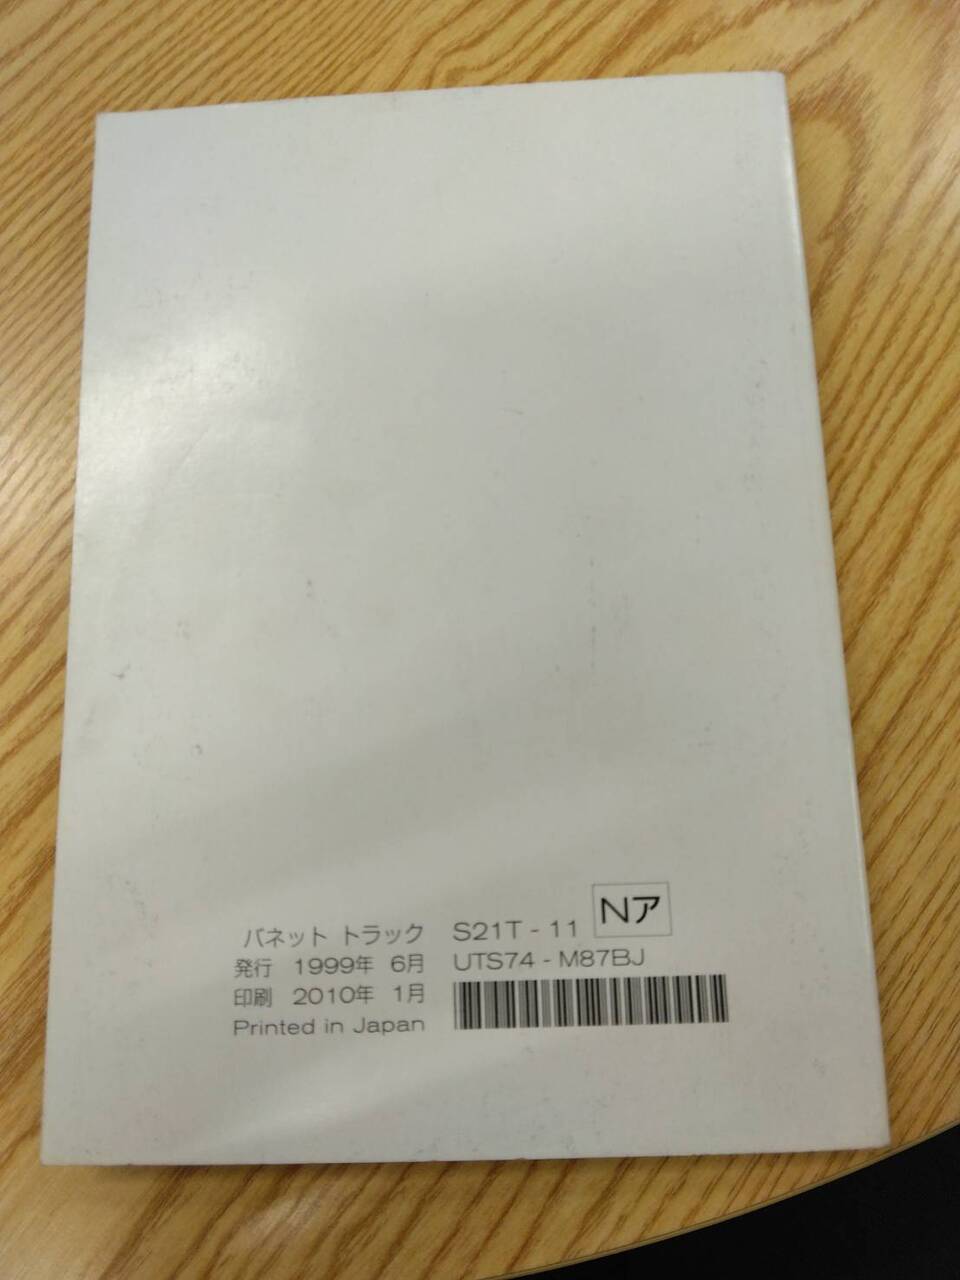 バネット トラック S21T-11 Nア
発行 1999年 6月 UTS74-M87BJ
印刷 2010年 1月
Printed in Japan